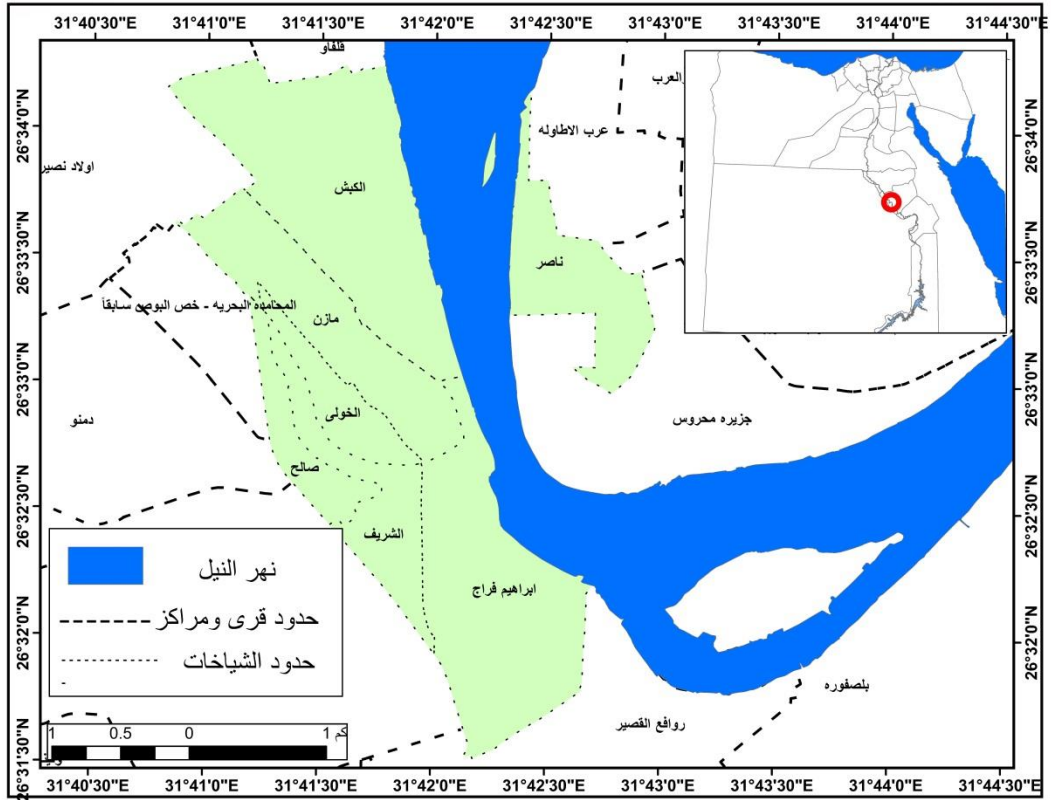 31°40'30"E 31°41'0"E 31°41'30"E 31°42'0"E 31°42'30"E 31°43'0"E 31°43'30"E 31°44'0"E 31°44'30"E
قلفاو
العرب
26°34'0"N
عرب الاطاوله
26°34'0"N
اولاد نصير
الكبش
26°33'30"N
ناصر
26°33'30"N
المحامده البحريه - خص البوص سابقاً
مازن
26°33'0"N
26°33'0"N
دمنو
الخولى
جزيره محروس
صالح
26°32'30"N
26°32'30"N
الشريف
نهر النيل
ابراهيم فراج
حدود قرى ومراكز
26°32'0"N
26°32'0"N
حدود الشياخات
-
بلصفوره
روافع القصير
1 0.5 0 1 كم
26°31'30"N
31°40'30"E 31°41'0"E 31°41'30"E 31°42'0"E 31°42'30"E 31°43'0"E 31°43'30"E 31°44'0"E 31°44'30"E